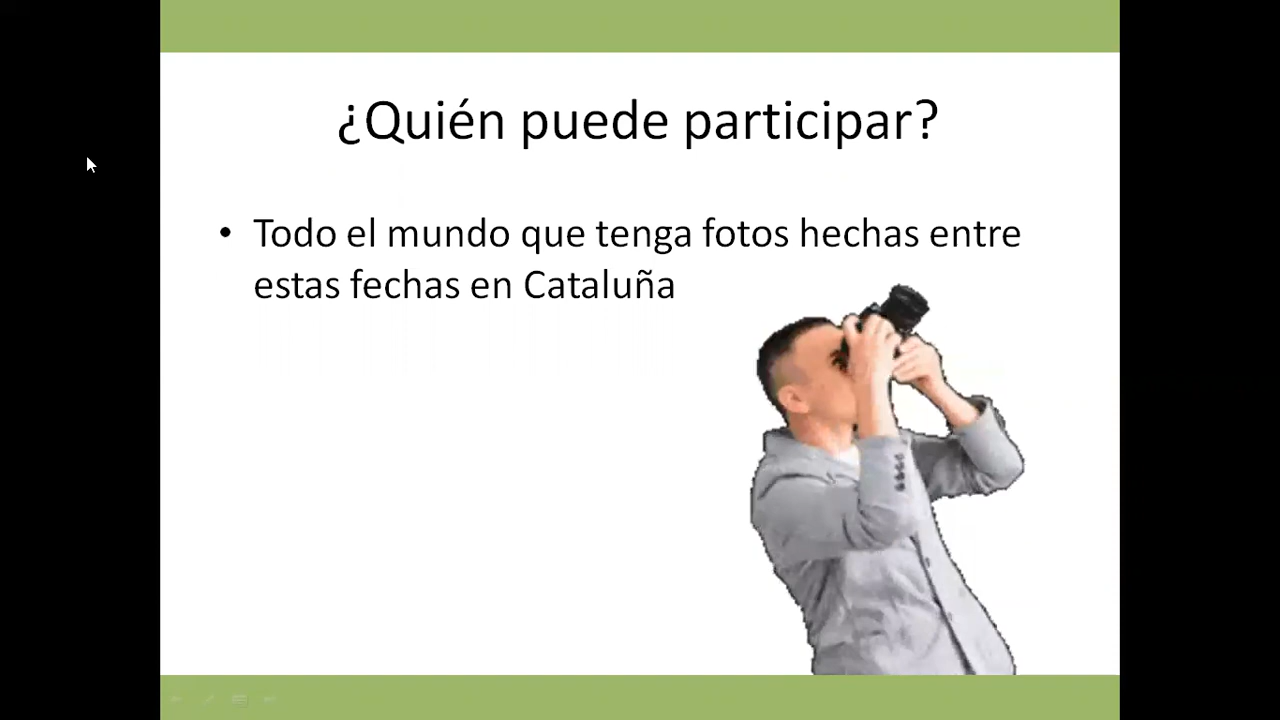 ¿Quién puede participar?
• Todo el mundo que tenga fotos hechas entre
estas fechas en Cataluña